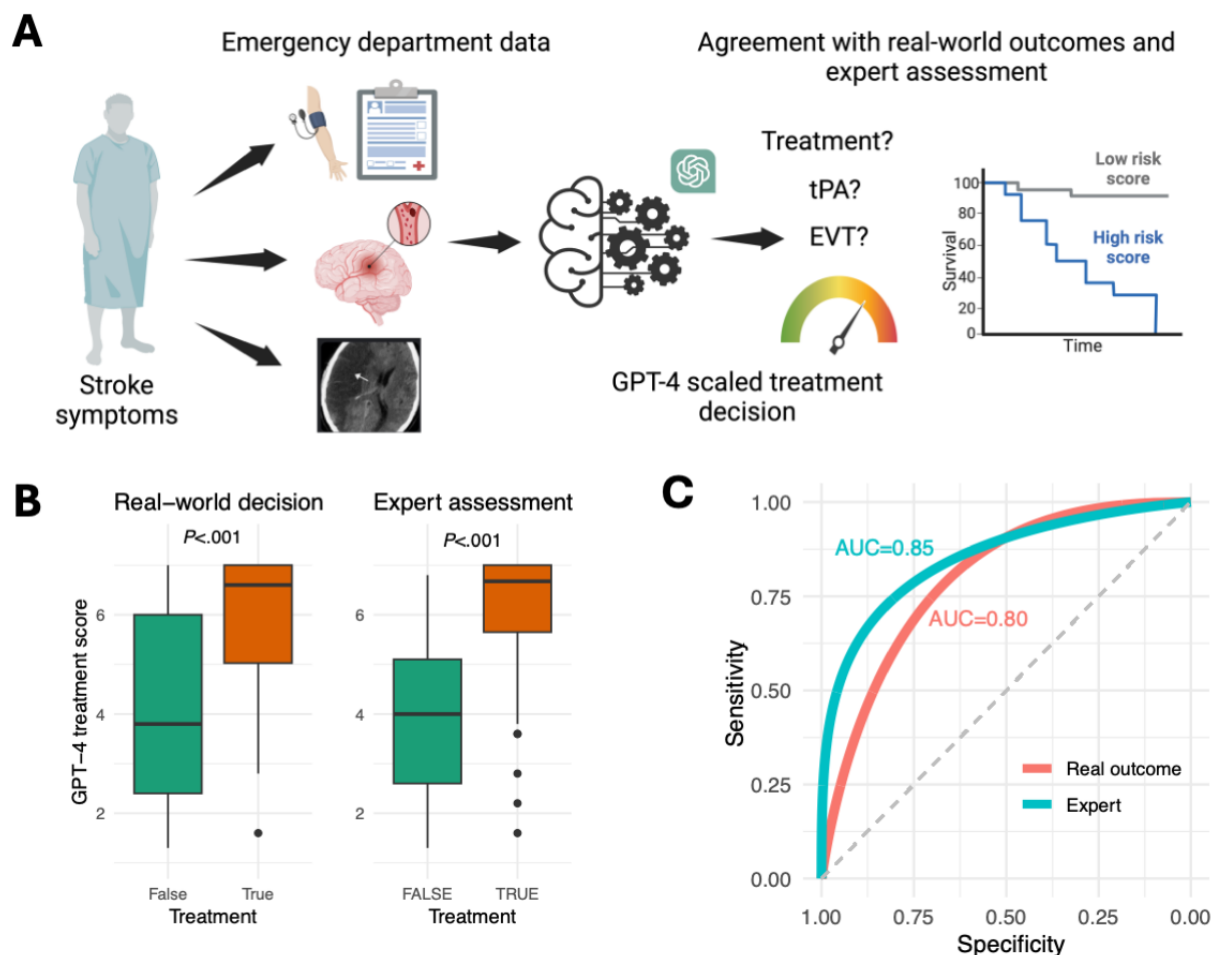 A
Emergency department data
Agreement with real-world outcomes and
expert assessment
Treatment?
tPA?
EVT?
Stroke
symptoms
GPT-4 scaled treatment
decision
Low risk
score
High risk
score
100
80
60
40
20
0
Survival
Time
B
Real-world decision
Expert assessment
P<.001
P<.001
GPT-4 treatment score
6
4
2
6
4
2
False
True
FALSE
TRUE
Treatment
Treatment
C
1.00
0.75
0.50
0.25
0.00
Sensitivity
AUC=0.85
AUC=0.80
Real outcome
Expert
1.00
0.75
0.50
0.25
0.00
Specificity